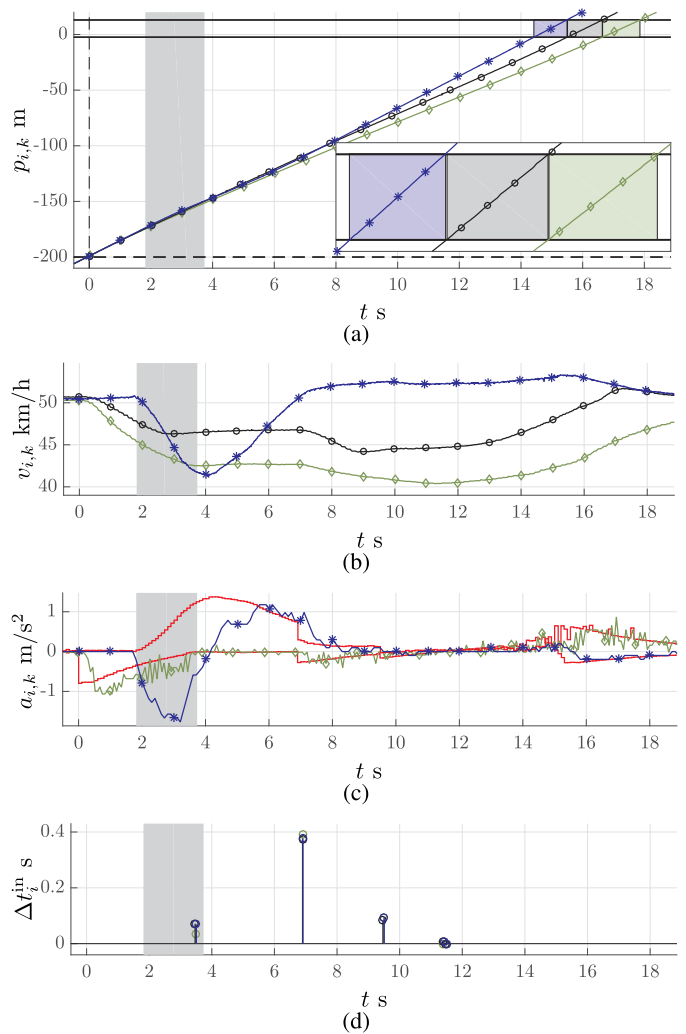 0
-50
-100
-150
-200
p_{i,k} m
0 2 4 6 8 10 12 14 16 18
t s
(a)
50
45
40
v_{i,k} km/h
0 2 4 6 8 10 12 14 16 18
t s
(b)
1
0
-1
a_{i,k} m/s²
0 2 4 6 8 10 12 14 16 18
t s
(c)
0.4
0.2
0
Δt_i^{in} s
0 2 4 6 8 10 12 14 16 18
t s
(d)